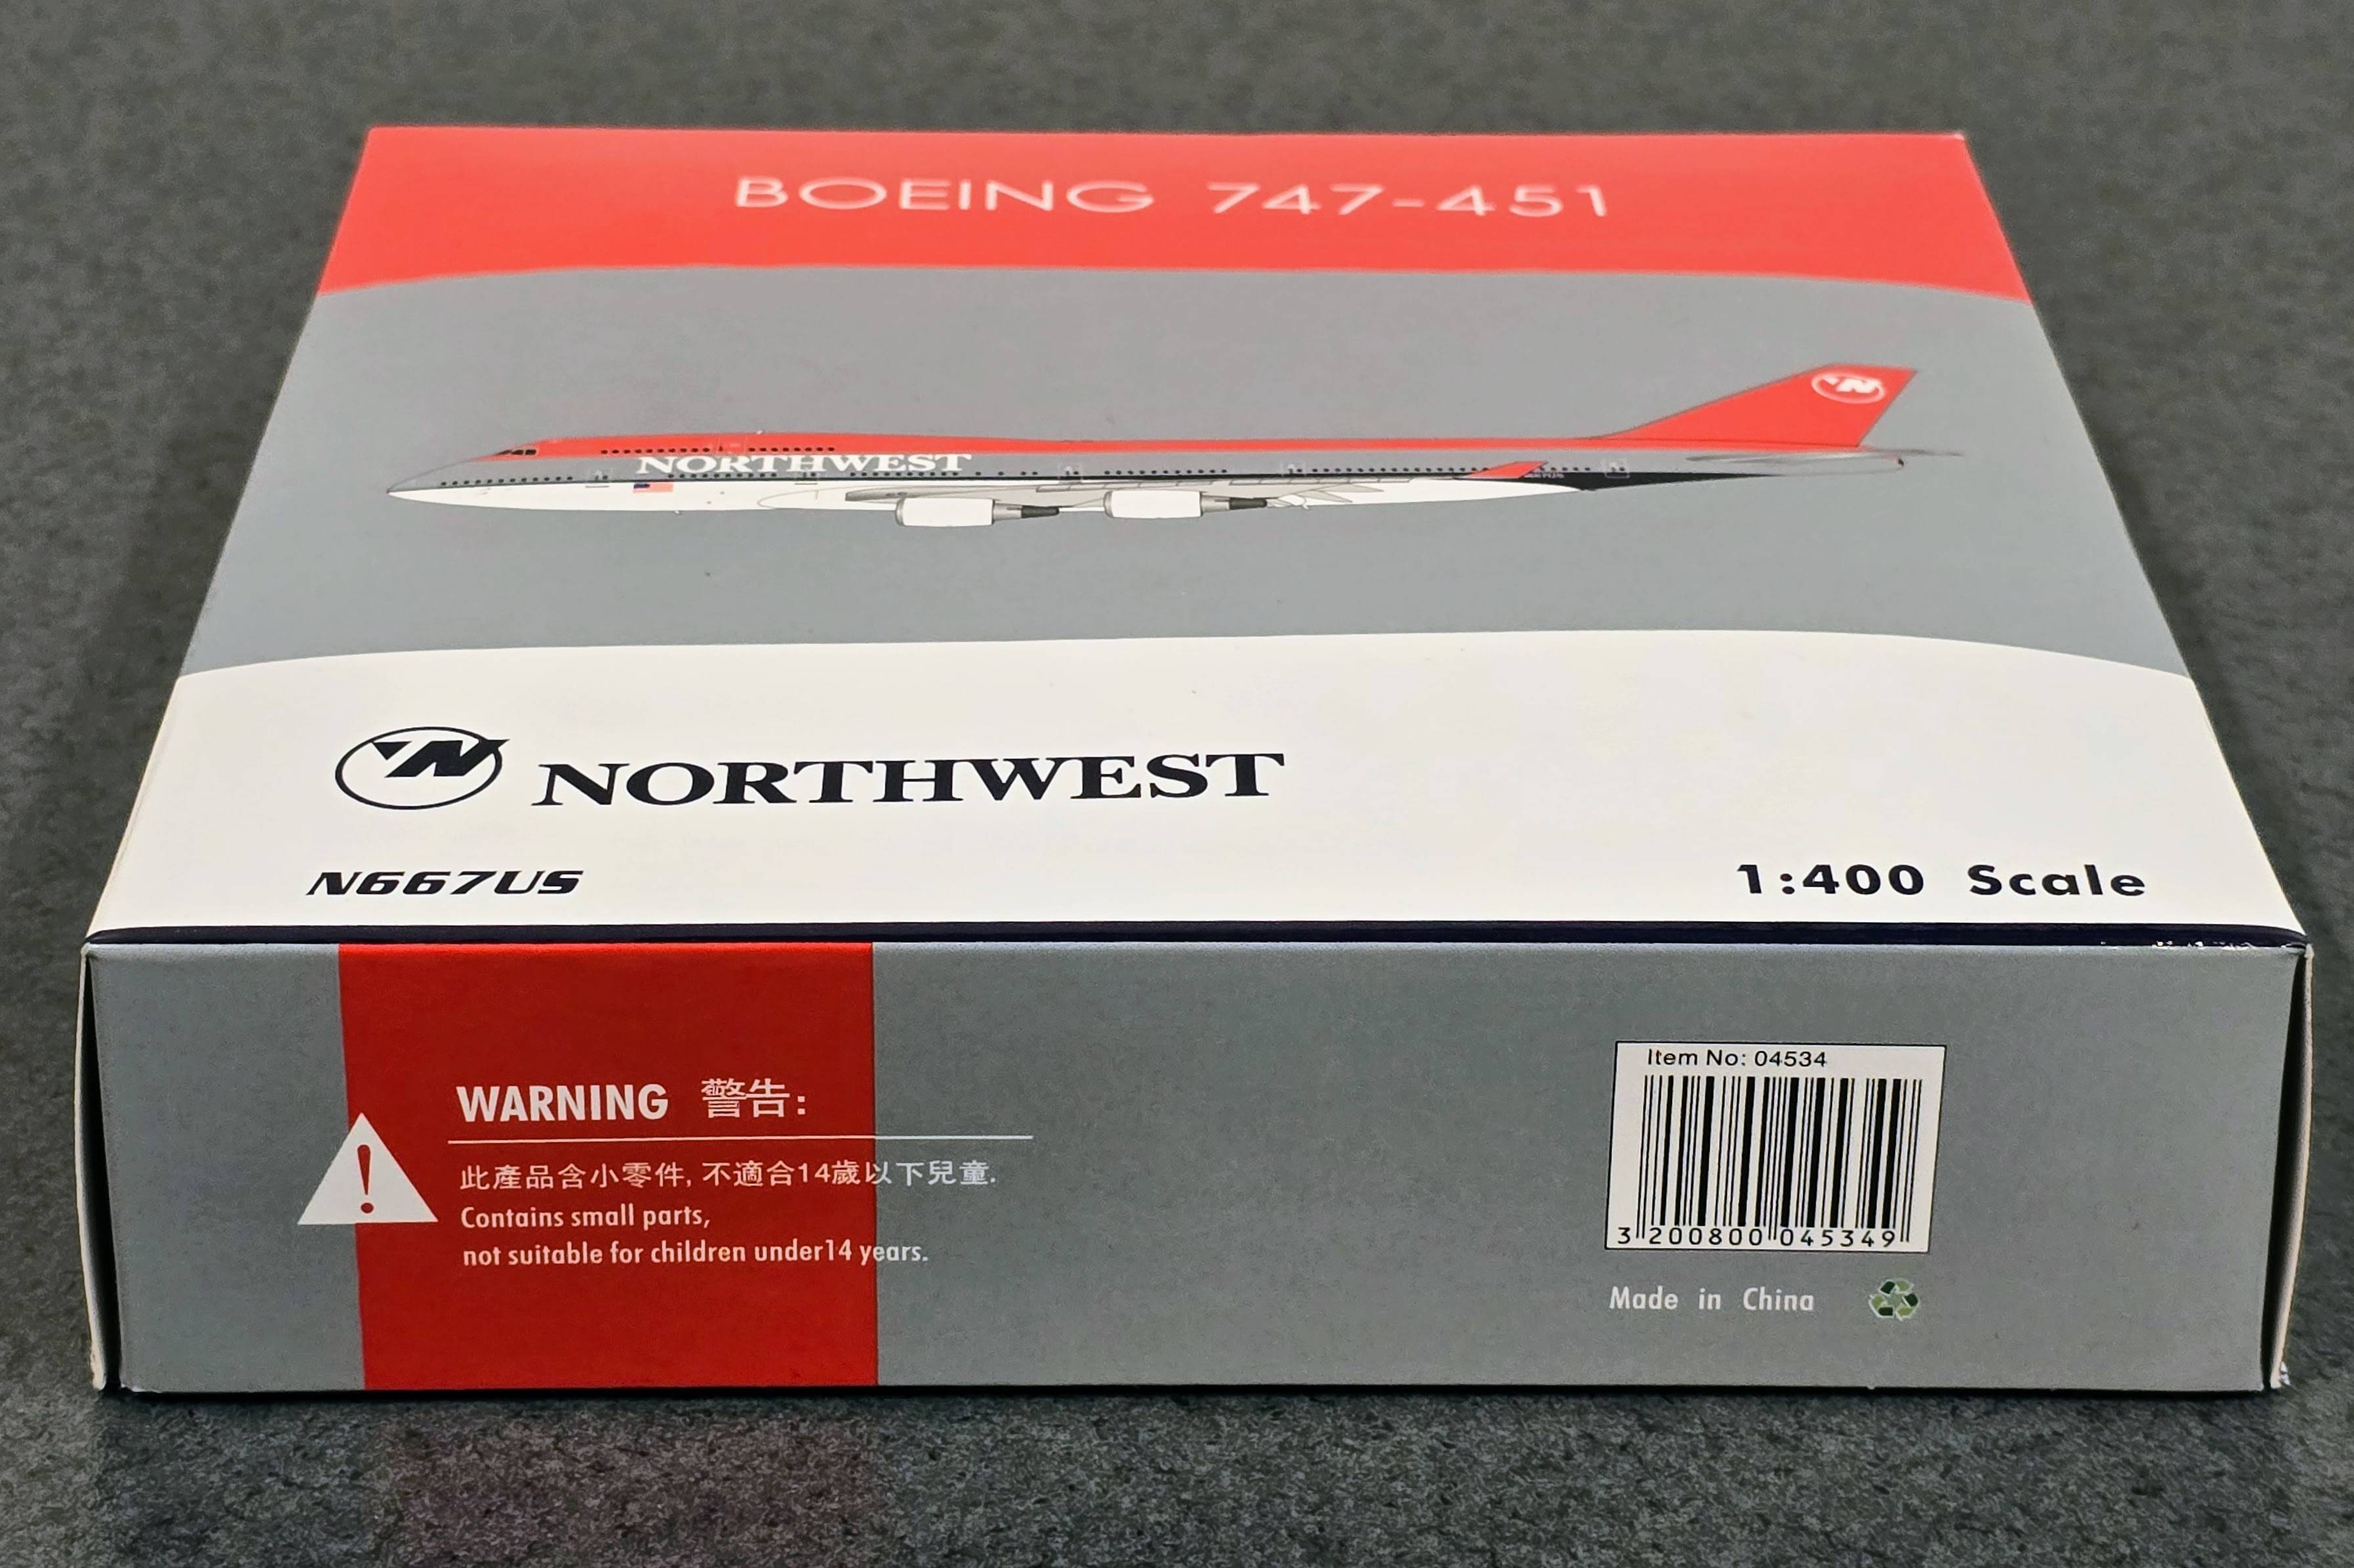 BOEING 747-451
NORTHWEST
NORTHWEST
N667US
1:400 Scale
WARNING 警告:
此產品含小零件, 不適合14歲以下兒童.
Contains small parts,
not suitable for children under14 years.
Item No: 04534
3 200800 045349
Made in China